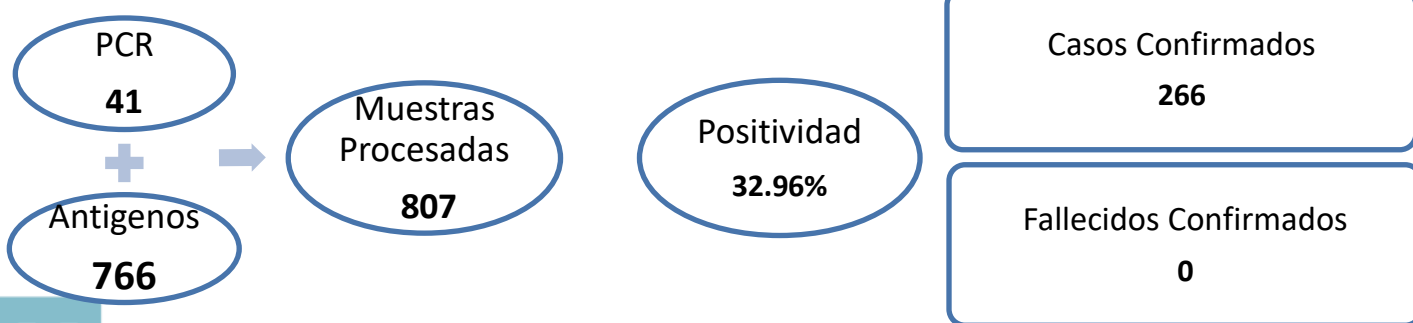 PCR
41
Antigenos
766
Muestras
Procesadas
807
Positividad
32.96%
Casos Confirmados
266
Fallecidos Confirmados
0